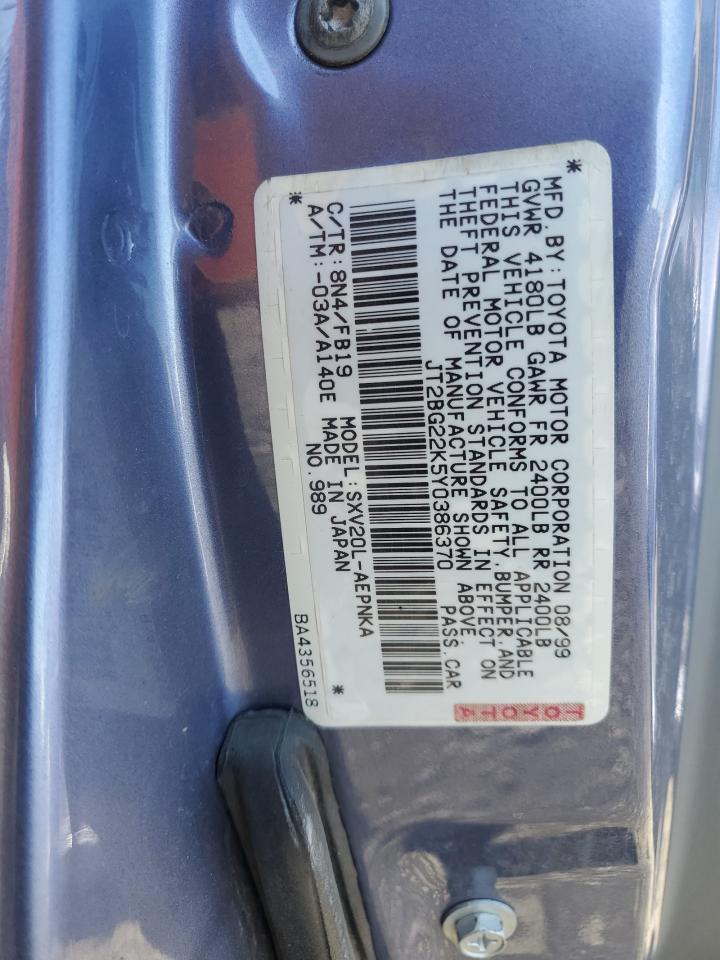 MFD. BY: TOYOTA MOTOR CORPORATION 08/99
GVWR 4180LB GAWR FR 2400LB RR 2400LB
THIS VEHICLE CONFORMS TO ALL APPLICABLE
FEDERAL MOTOR VEHICLE SAFETY, BUMPER, AND
THEFT PREVENTION STANDARDS IN EFFECT ON
THE DATE OF MANUFACTURE SHOWN ABOVE.
JT2BG22K5Y0386370 PASS. CAR
C/TR: 8N4/FB19 MODEL: SXV20L-AEPNKA
A/TM: -03A/A140E MADE IN JAPAN
NO. 989
BA4356518
TOYOTA